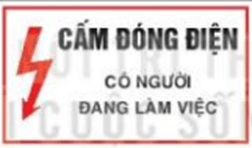 CẤM ĐÓNG ĐIỆN
CÓ NGƯỜI
ĐANG LÀM VIỆC